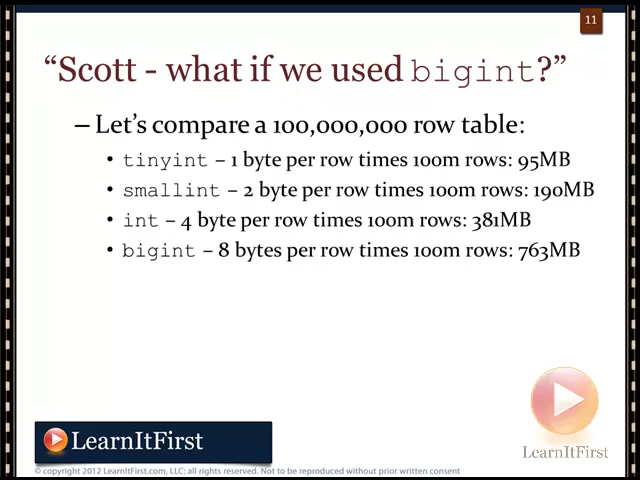 11
“Scott - what if we used bigint?”
– Let’s compare a 100,000,000 row table:
• tinyint – 1 byte per row times 100m rows: 95MB
• smallint – 2 byte per row times 100m rows: 190MB
• int – 4 byte per row times 100m rows: 381MB
• bigint – 8 bytes per row times 100m rows: 763MB
LearnItFirst
LearnItFirst
© copyright 2012 LearnItFirst.com, LLC; all rights reserved. Not to be reproduced without prior written consent